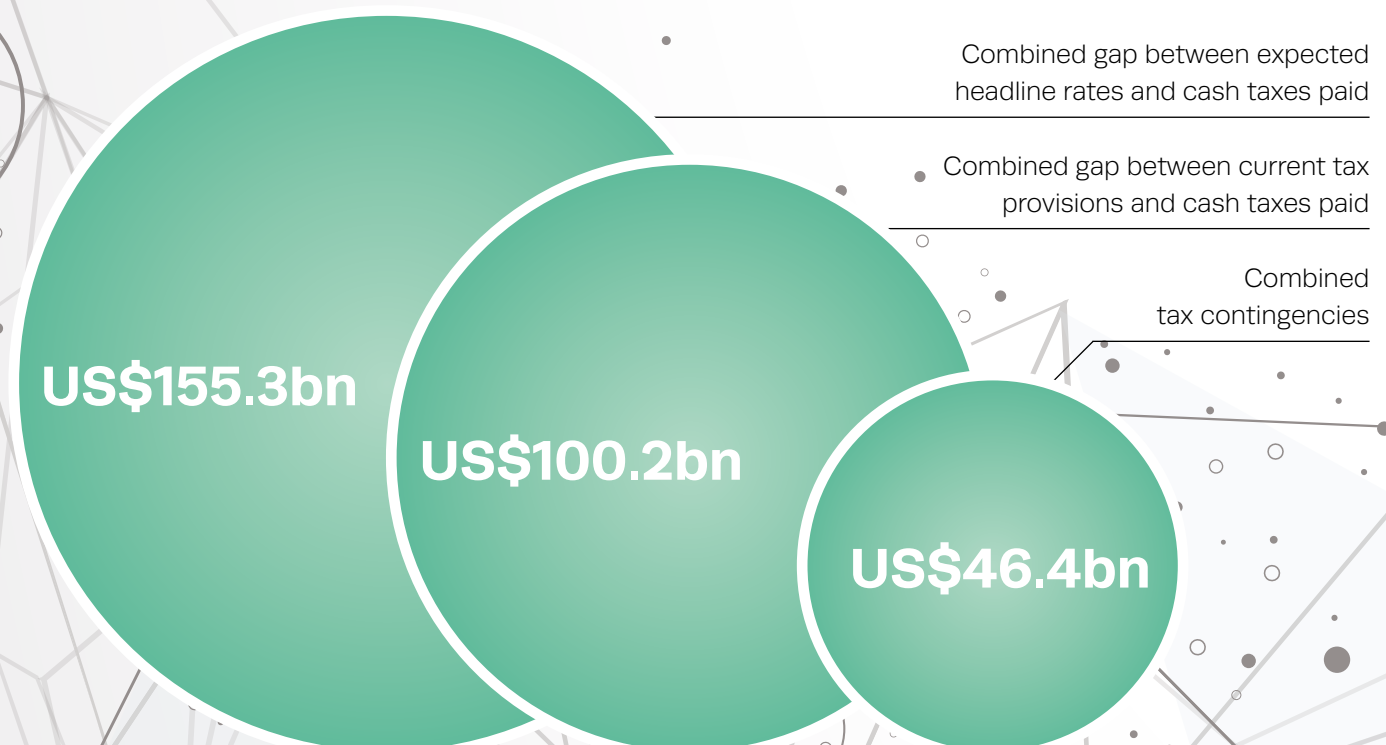 Combined gap between expected
headline rates and cash taxes paid
Combined gap between current tax
provisions and cash taxes paid
Combined
tax contingencies
US$155.3bn
US$100.2bn
US$46.4bn